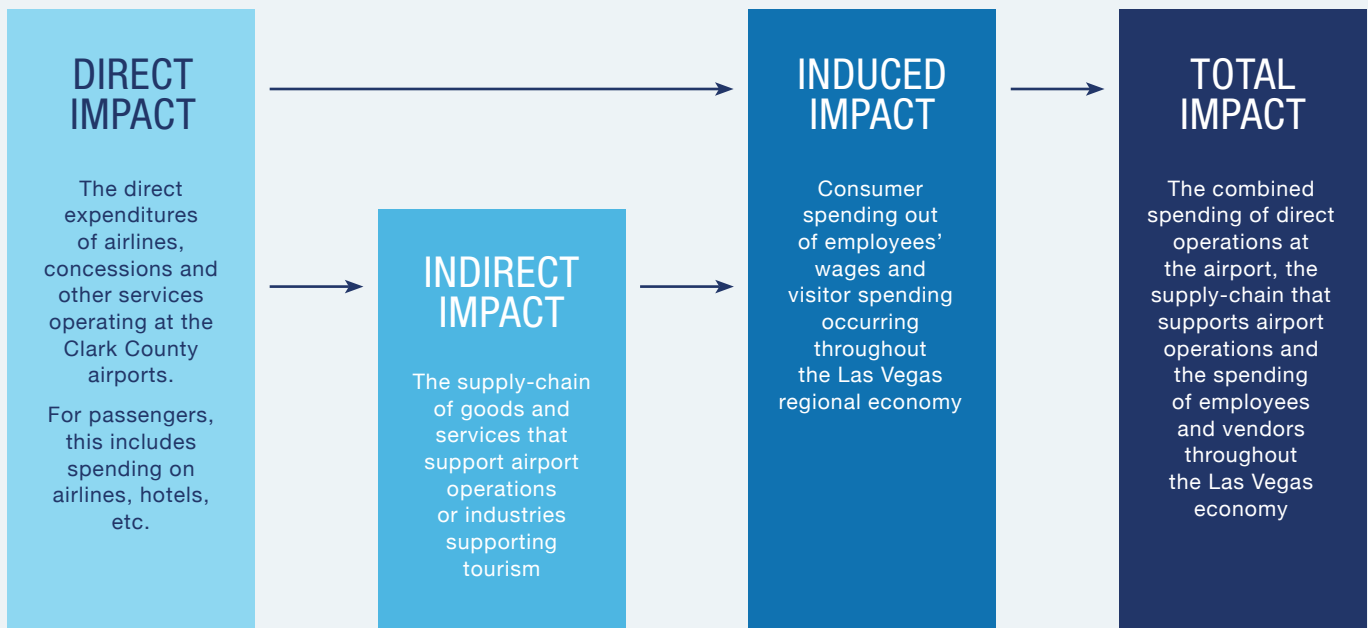 DIRECT
IMPACT
The direct
expenditures
of airlines,
concessions and
other services
operating at the
Clark County
airports.
For passengers,
this includes
spending on
airlines, hotels,
etc.
INDIRECT
IMPACT
The supply-chain
of goods and
services that
support airport
operations
or industries
supporting
tourism
INDUCED
IMPACT
Consumer
spending out
of employees’
wages and
visitor spending
occurring
throughout
the Las Vegas
regional economy
TOTAL
IMPACT
The combined
spending of direct
operations at
the airport, the
supply-chain that
supports airport
operations and
the spending
of employees
and vendors
throughout
the Las Vegas
economy